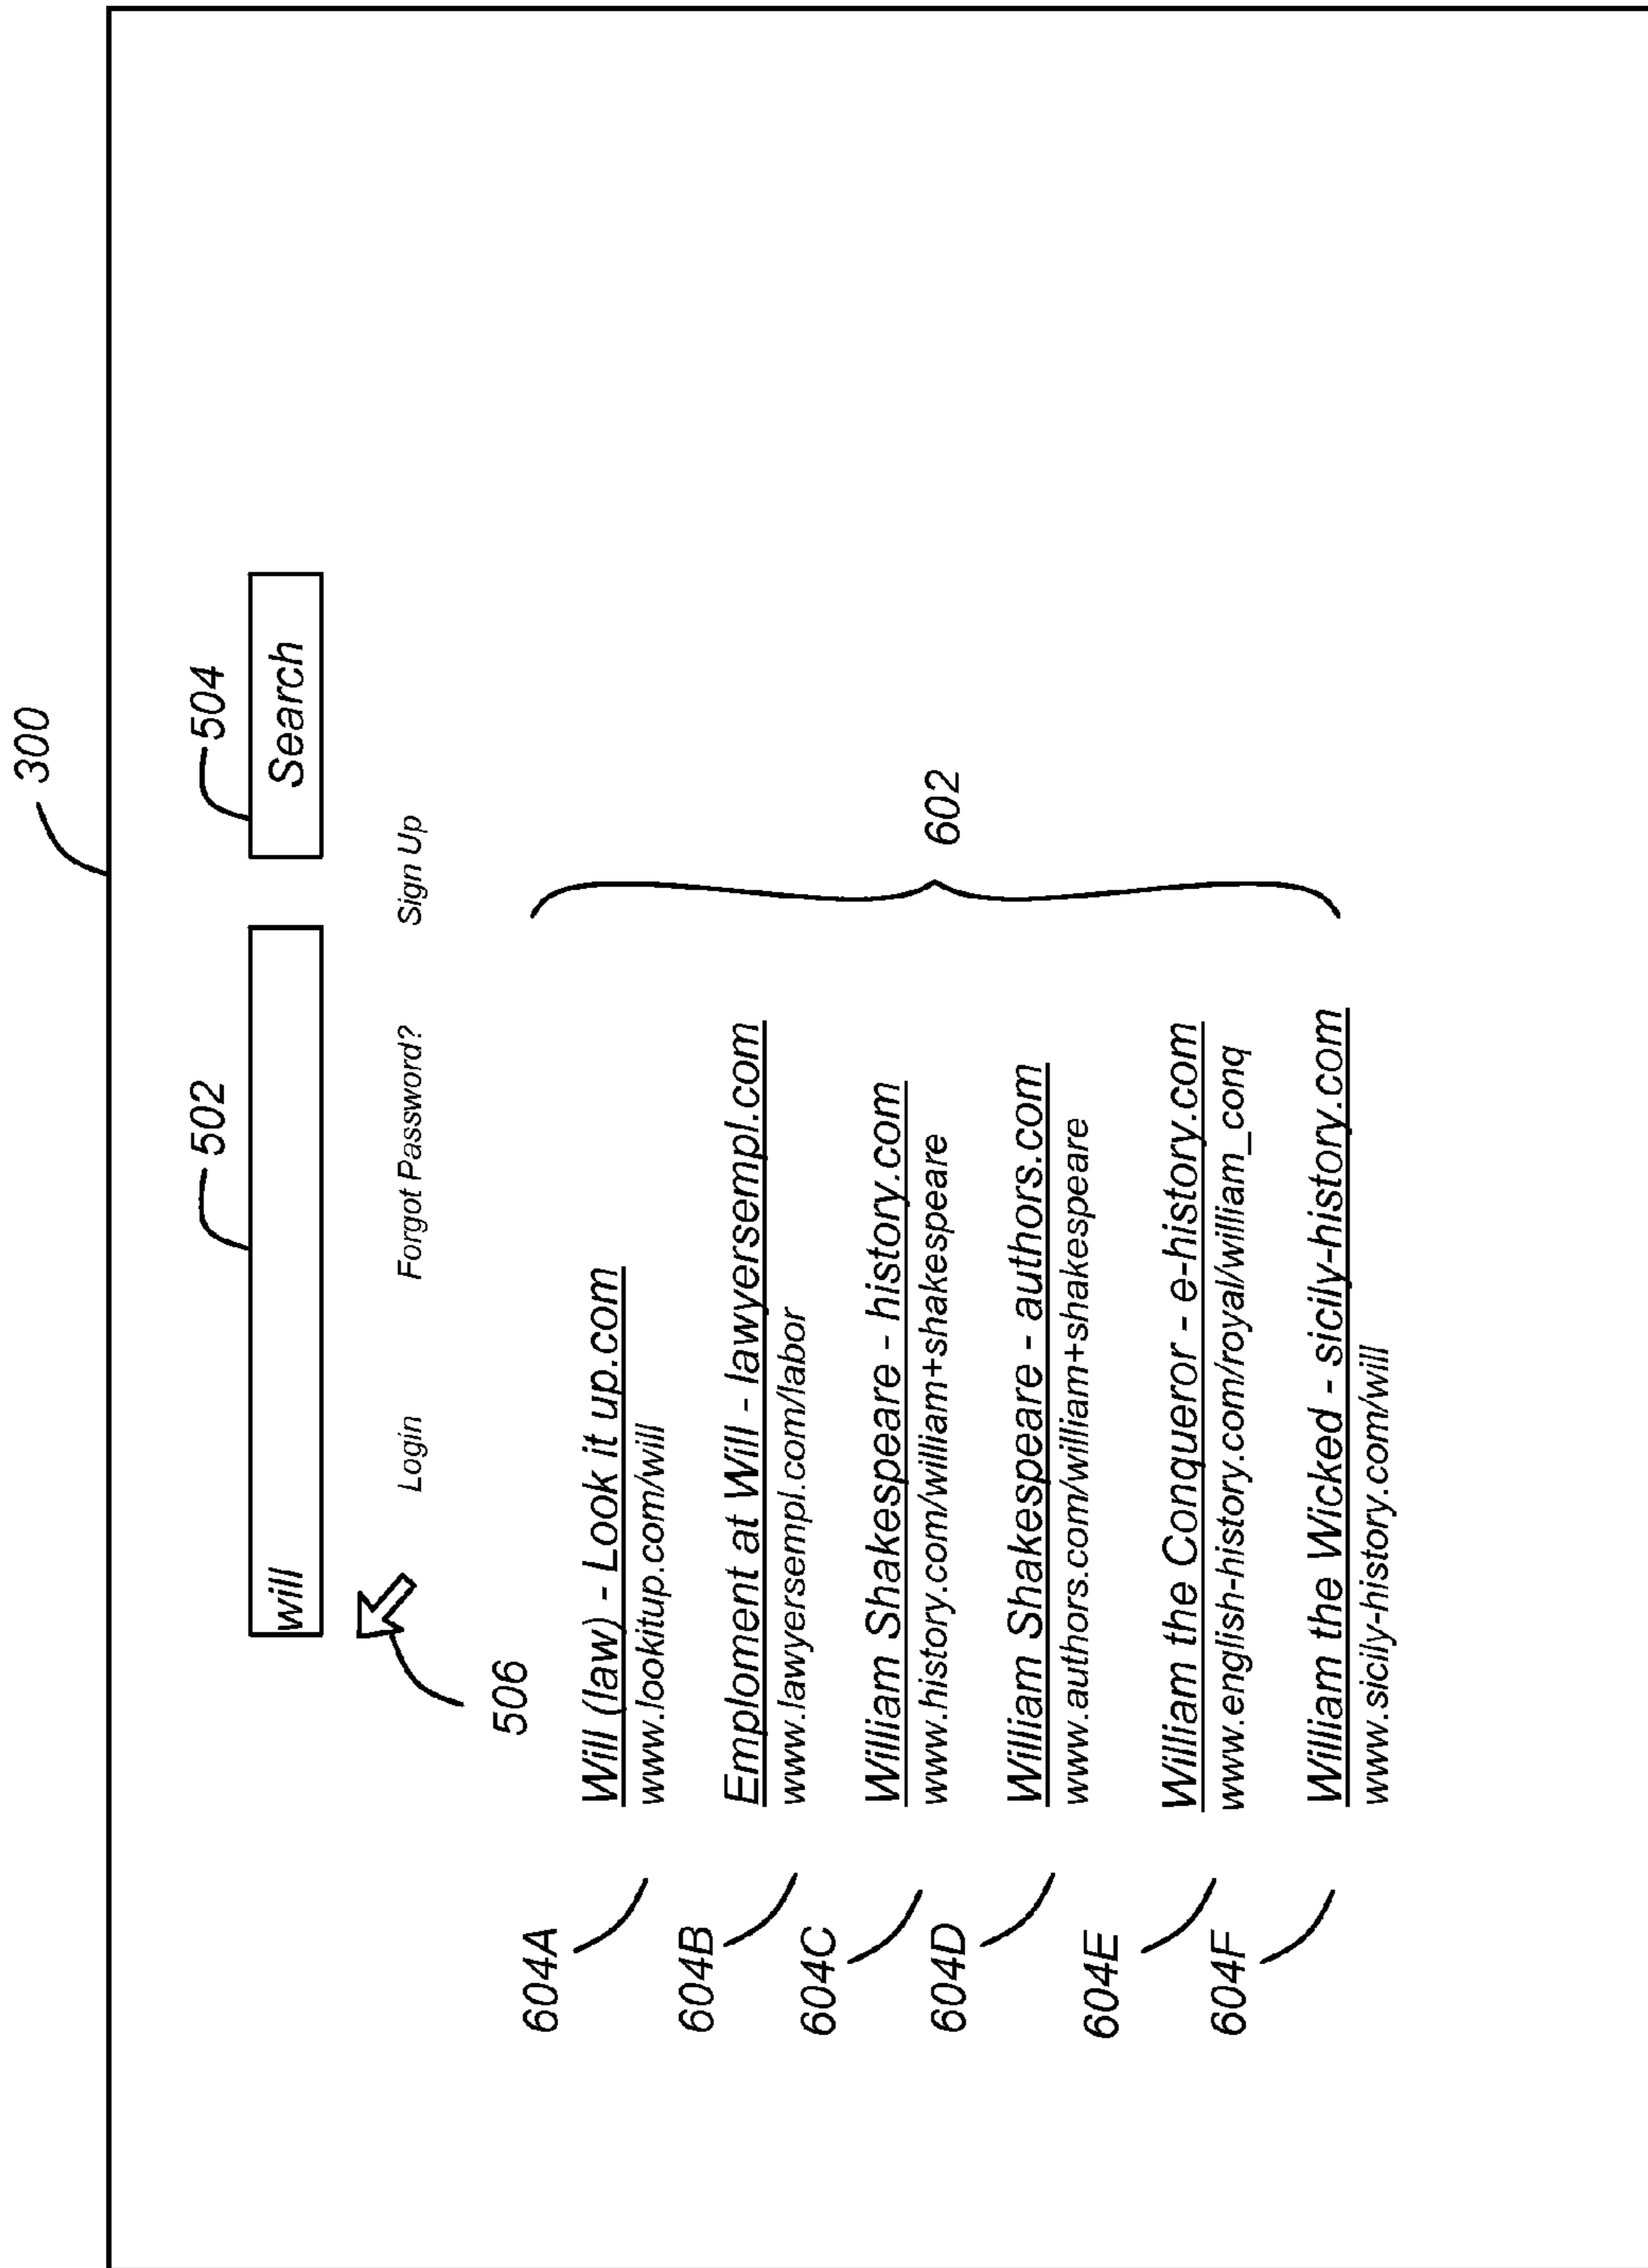 300
502
504
will
Search
506
Login Forgot Password? Sign Up
604A
Will (law) - Look it up.com
www.lookitup.com/will
604B
Emploment at Will - lawyersempl.com
www.lawyersempl.com/labor
604C
William Shakespeare - history.com
www.history.com/william+shakespeare
602
604D
William Shakespeare - authors.com
www.authors.com/william+shakespeare
604E
William the Conqueror - e-history.com
www.english-history.com/royal/william_conq
604F
William the Wicked - sicily-history.com
www.sicily-history.com/will